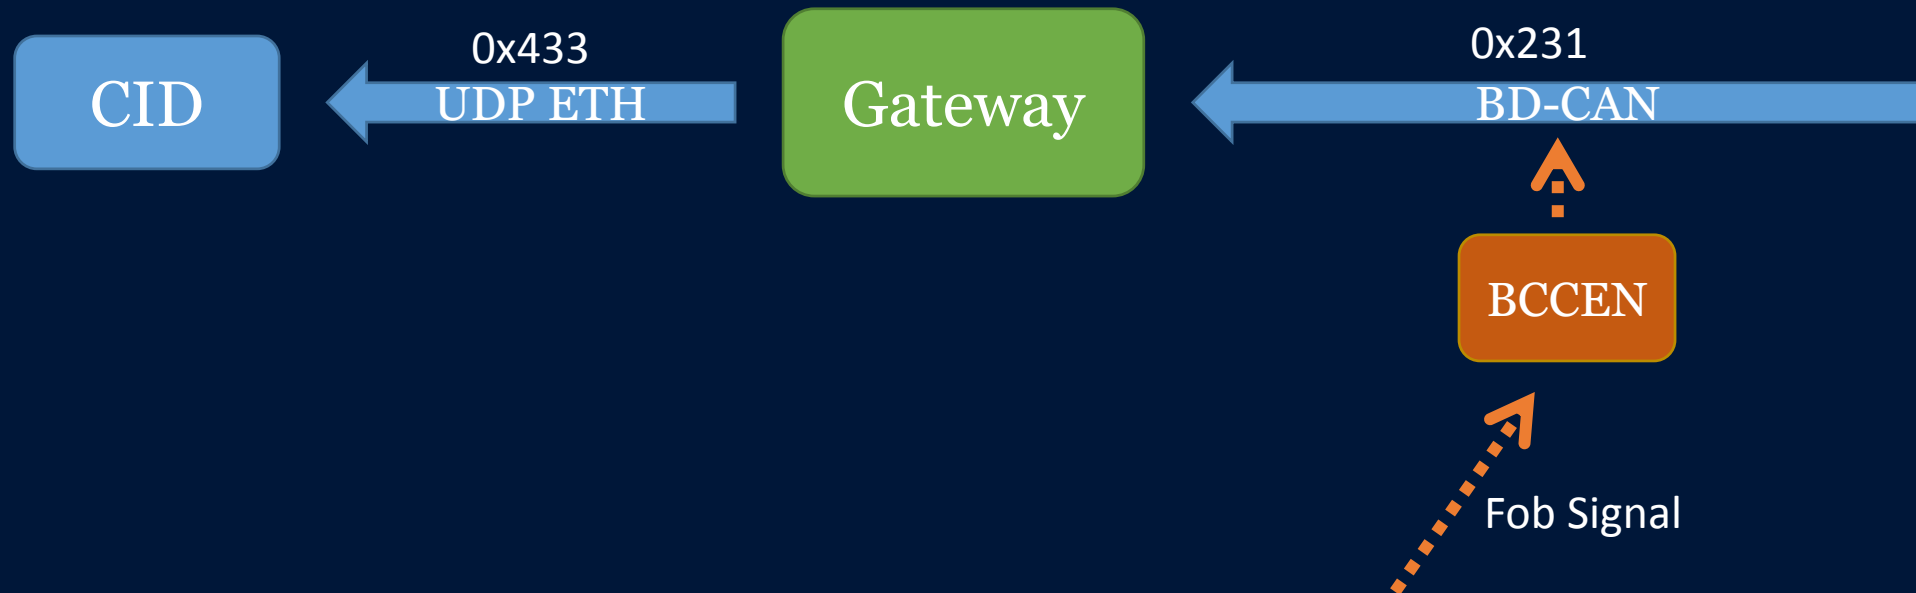 CID
0x433
UDP ETH
Gateway
0x231
BD-CAN
BCCEN
Fob Signal